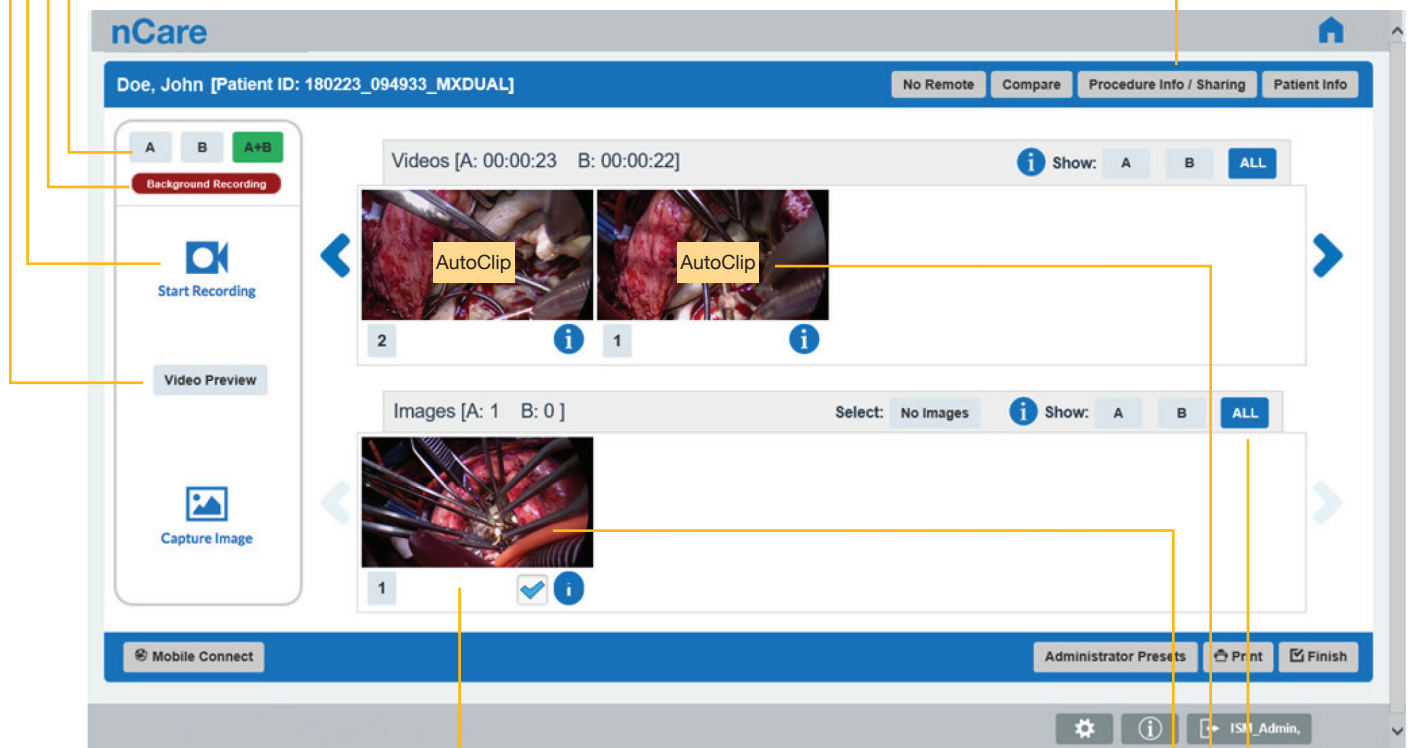 nCare
Doe, John [Patient ID: 180223_094933_MXDUAL]
No Remote
Compare
Procedure Info / Sharing
Patient Info
A B A+B
Background Recording
Start Recording
Video Preview
Capture Image
Videos [A: 00:00:23 B: 00:00:22]
Show: A B ALL
AutoClip
AutoClip
2
1
Images [A: 1 B: 0 ]
Select: No Images
Show: A B ALL
1
Mobile Connect
Administrator Presets
Print
Finish
ISM_Admin,